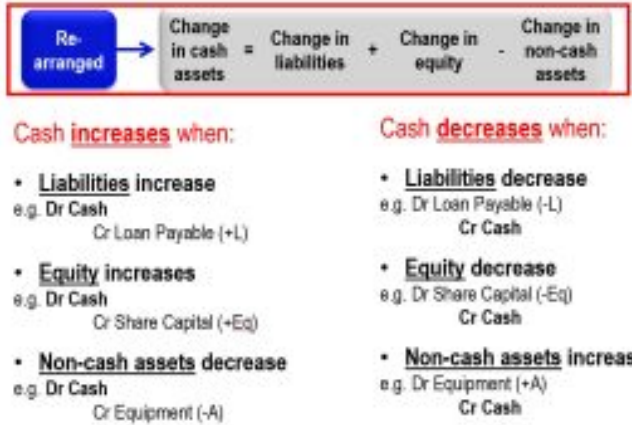 Re-
arranged
Change
in cash
assets
=
Change in
liabilities
+
Change in
equity
-
Change in
non-cash
assets
Cash increases when:
• Liabilities increase
e.g. Dr Cash
Cr Loan Payable (+L)
• Equity increases
e.g. Dr Cash
Cr Share Capital (+Eq)
• Non-cash assets decrease
e.g. Dr Cash
Cr Equipment (-A)
Cash decreases when:
• Liabilities decrease
e.g. Dr Loan Payable (-L)
Cr Cash
• Equity decrease
e.g. Dr Share Capital (-Eq)
Cr Cash
• Non-cash assets increas
e.g. Dr Equipment (+A)
Cr Cash